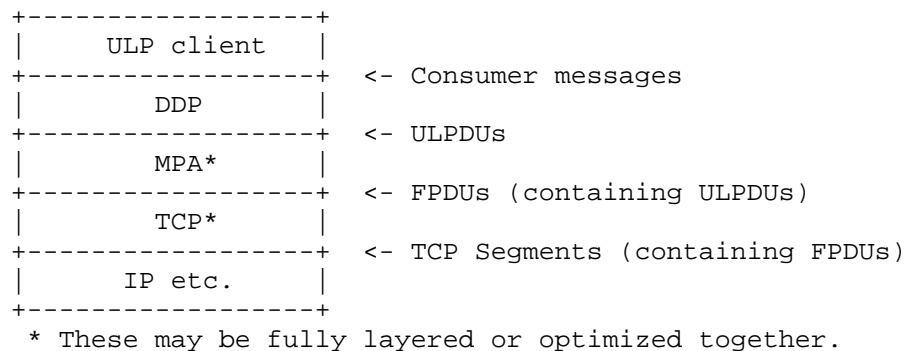 +------------------+
|     ULP client   |
+------------------+  <- Consumer messages
|        DDP       |
+------------------+  <- ULPDUs
|        MPA*      |
+------------------+  <- FPDUs (containing ULPDUs)
|        TCP*      |
+------------------+  <- TCP Segments (containing FPDUs)
|      IP etc.     |
+------------------+
 * These may be fully layered or optimized together.